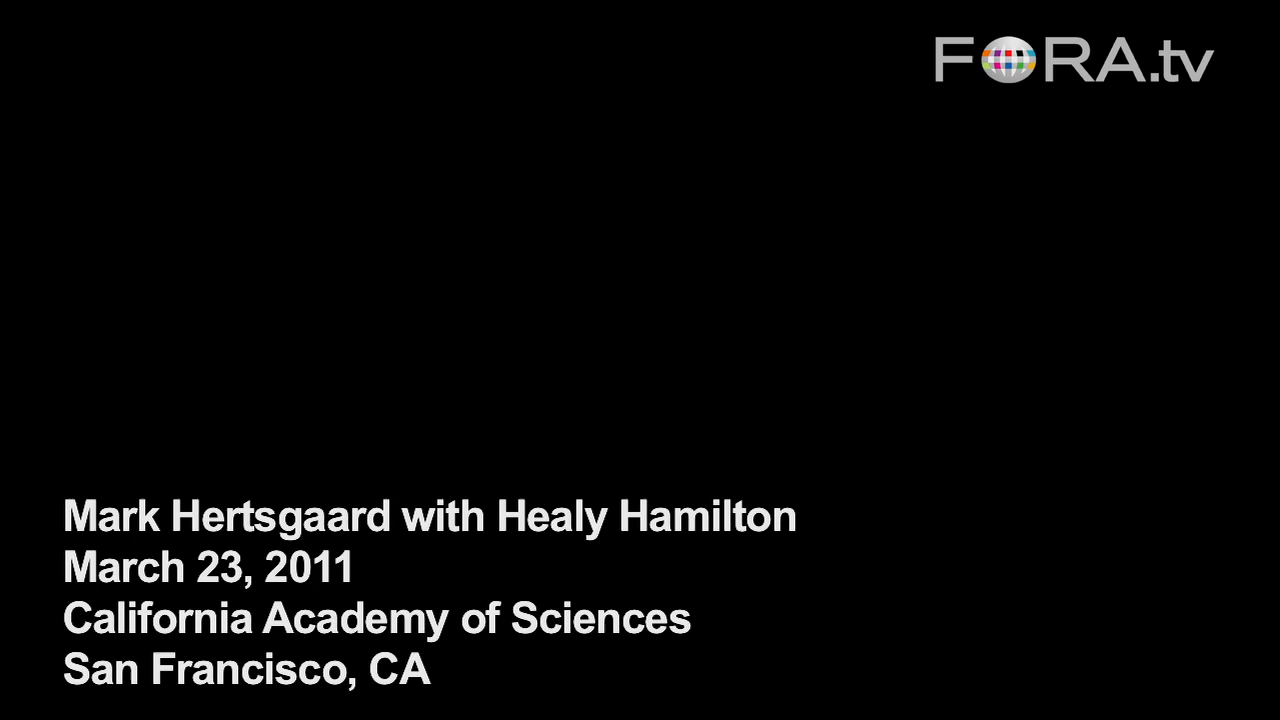 FORA.tv
Mark Hertsgaard with Healy Hamilton
March 23, 2011
California Academy of Sciences
San Francisco, CA